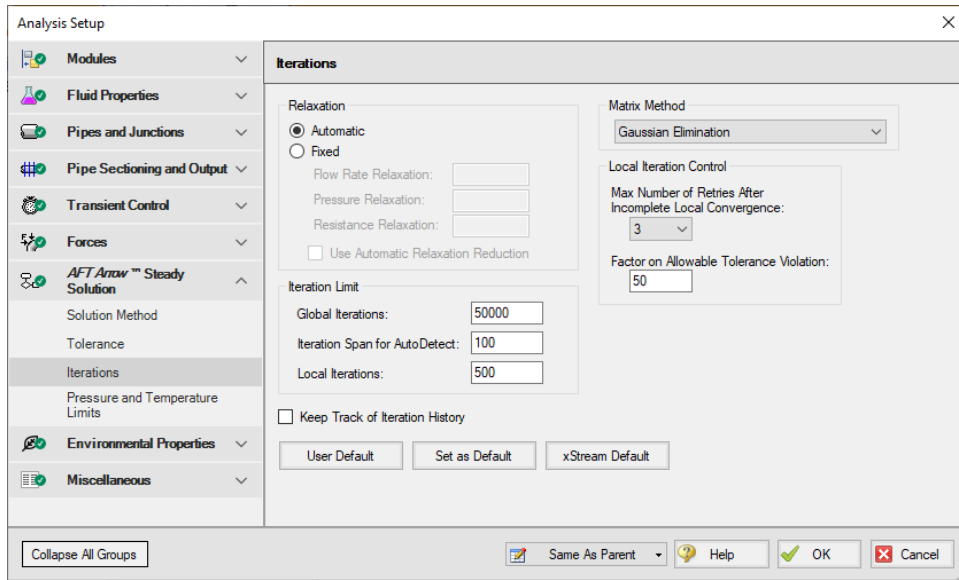 Analysis Setup
Modules
Fluid Properties
Pipes and Junctions
Pipe Sectioning and Output
Transient Control
Forces
AFT Arrow ™ Steady
Solution
Solution Method
Tolerance
Iterations
Pressure and Temperature
Limits
Environmental Properties
Miscellaneous
Iterations
Relaxation
Automatic
Fixed
Flow Rate Relaxation:
Pressure Relaxation:
Resistance Relaxation:
Use Automatic Relaxation Reduction
Iteration Limit
Global Iterations: 50000
Iteration Span for AutoDetect: 100
Local Iterations: 500
Keep Track of Iteration History
User Default Set as Default xStream Default
Matrix Method
Gaussian Elimination
Local Iteration Control
Max Number of Retries After
Incomplete Local Convergence:
3
Factor on Allowable Tolerance Violation:
50
Collapse All Groups Same As Parent Help OK Cancel